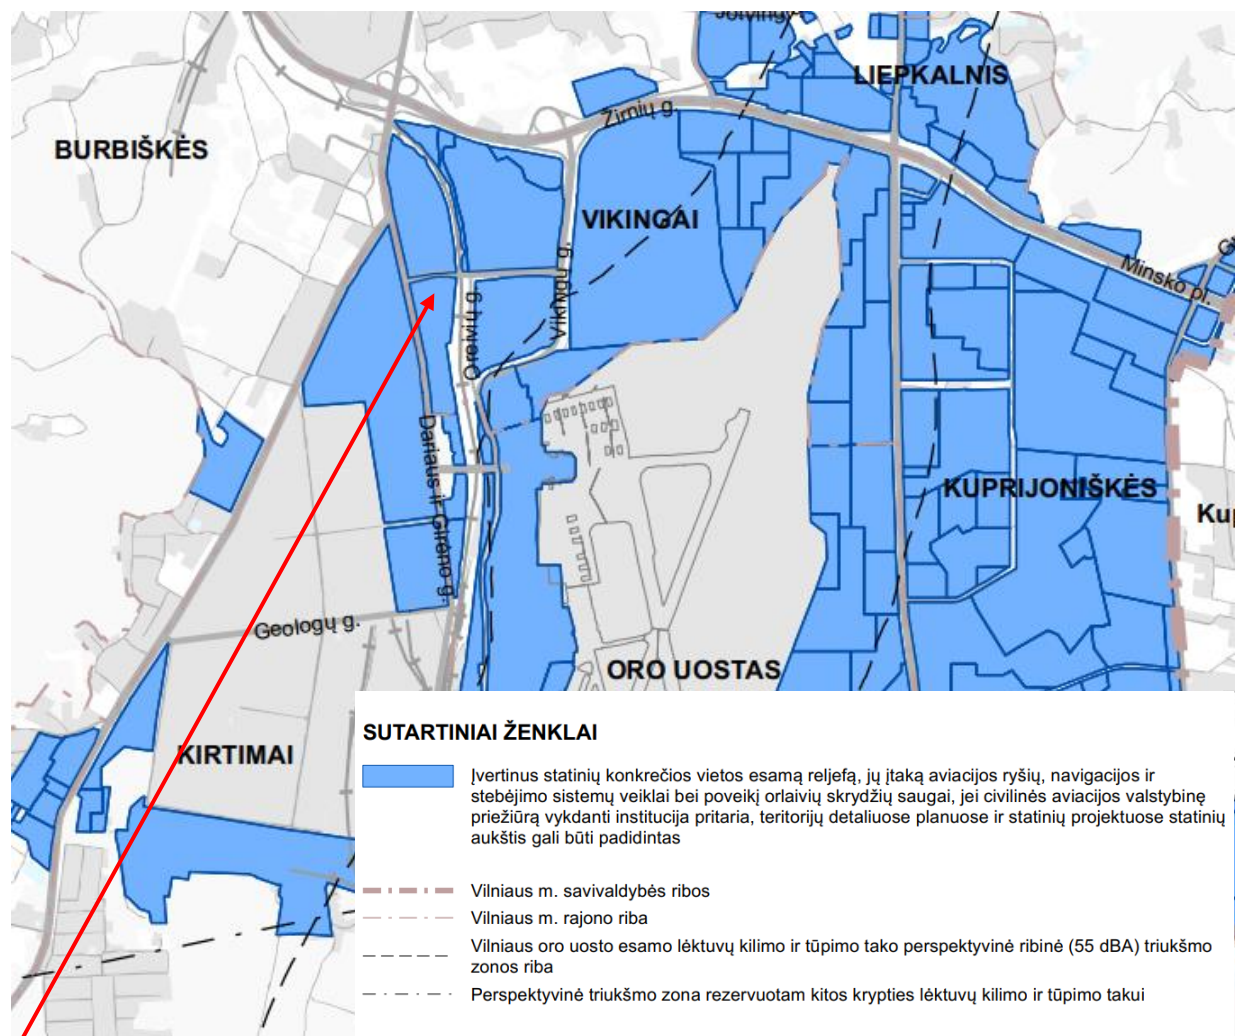 Jotvingių
LIEPKALNIS
Žirnių g.
BURBIŠKĖS
VIKINGAI
Vikingų g.
Oreivių g.
Minsko pl.
Dariaus ir Girėno g.
KUPRIJONIŠKĖS
Geologų g.
ORO UOSTAS
KIRTIMAI
SUTARTINIAI ŽENKLAI
Įvertinus statinių konkrečios vietos esamą reljefą, jų įtaką aviacijos ryšių, navigacijos ir
stebėjimo sistemų veiklai bei poveikį orlaivių skrydžių saugai, jei civilinės aviacijos valstybinę
priežiūrą vykdanti institucija pritaria, teritorijų detaliuose planuose ir statinių projektuose statinių
aukštis gali būti padidintas
Vilniaus m. savivaldybės ribos
Vilniaus m. rajono riba
Vilniaus oro uosto esamo lėktuvų kilimo ir tūpimo tako perspektyvinė ribinė (55 dBA) triukšmo
zonos riba
Perspektyvinė triukšmo zona rezervuotam kitos krypties lėktuvų kilimo ir tūpimo takui